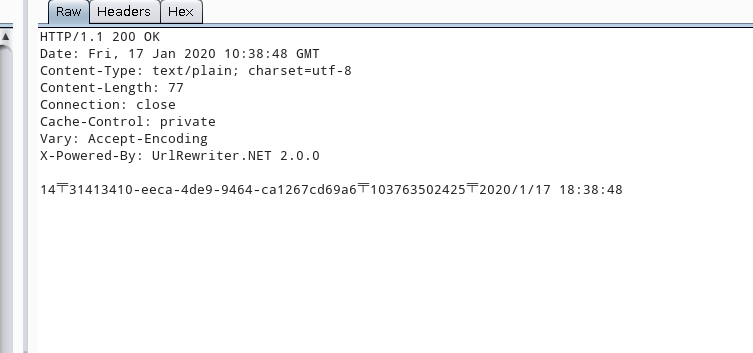 Raw Headers Hex
HTTP/1.1 200 OK
Date: Fri, 17 Jan 2020 10:38:48 GMT
Content-Type: text/plain; charset=utf-8
Content-Length: 77
Connection: close
Cache-Control: private
Vary: Accept-Encoding
X-Powered-By: UrlRewriter.NET 2.0.0
14〒31413410-eeca-4de9-9464-ca1267cd69a6〒103763502425〒2020/1/17 18:38:48